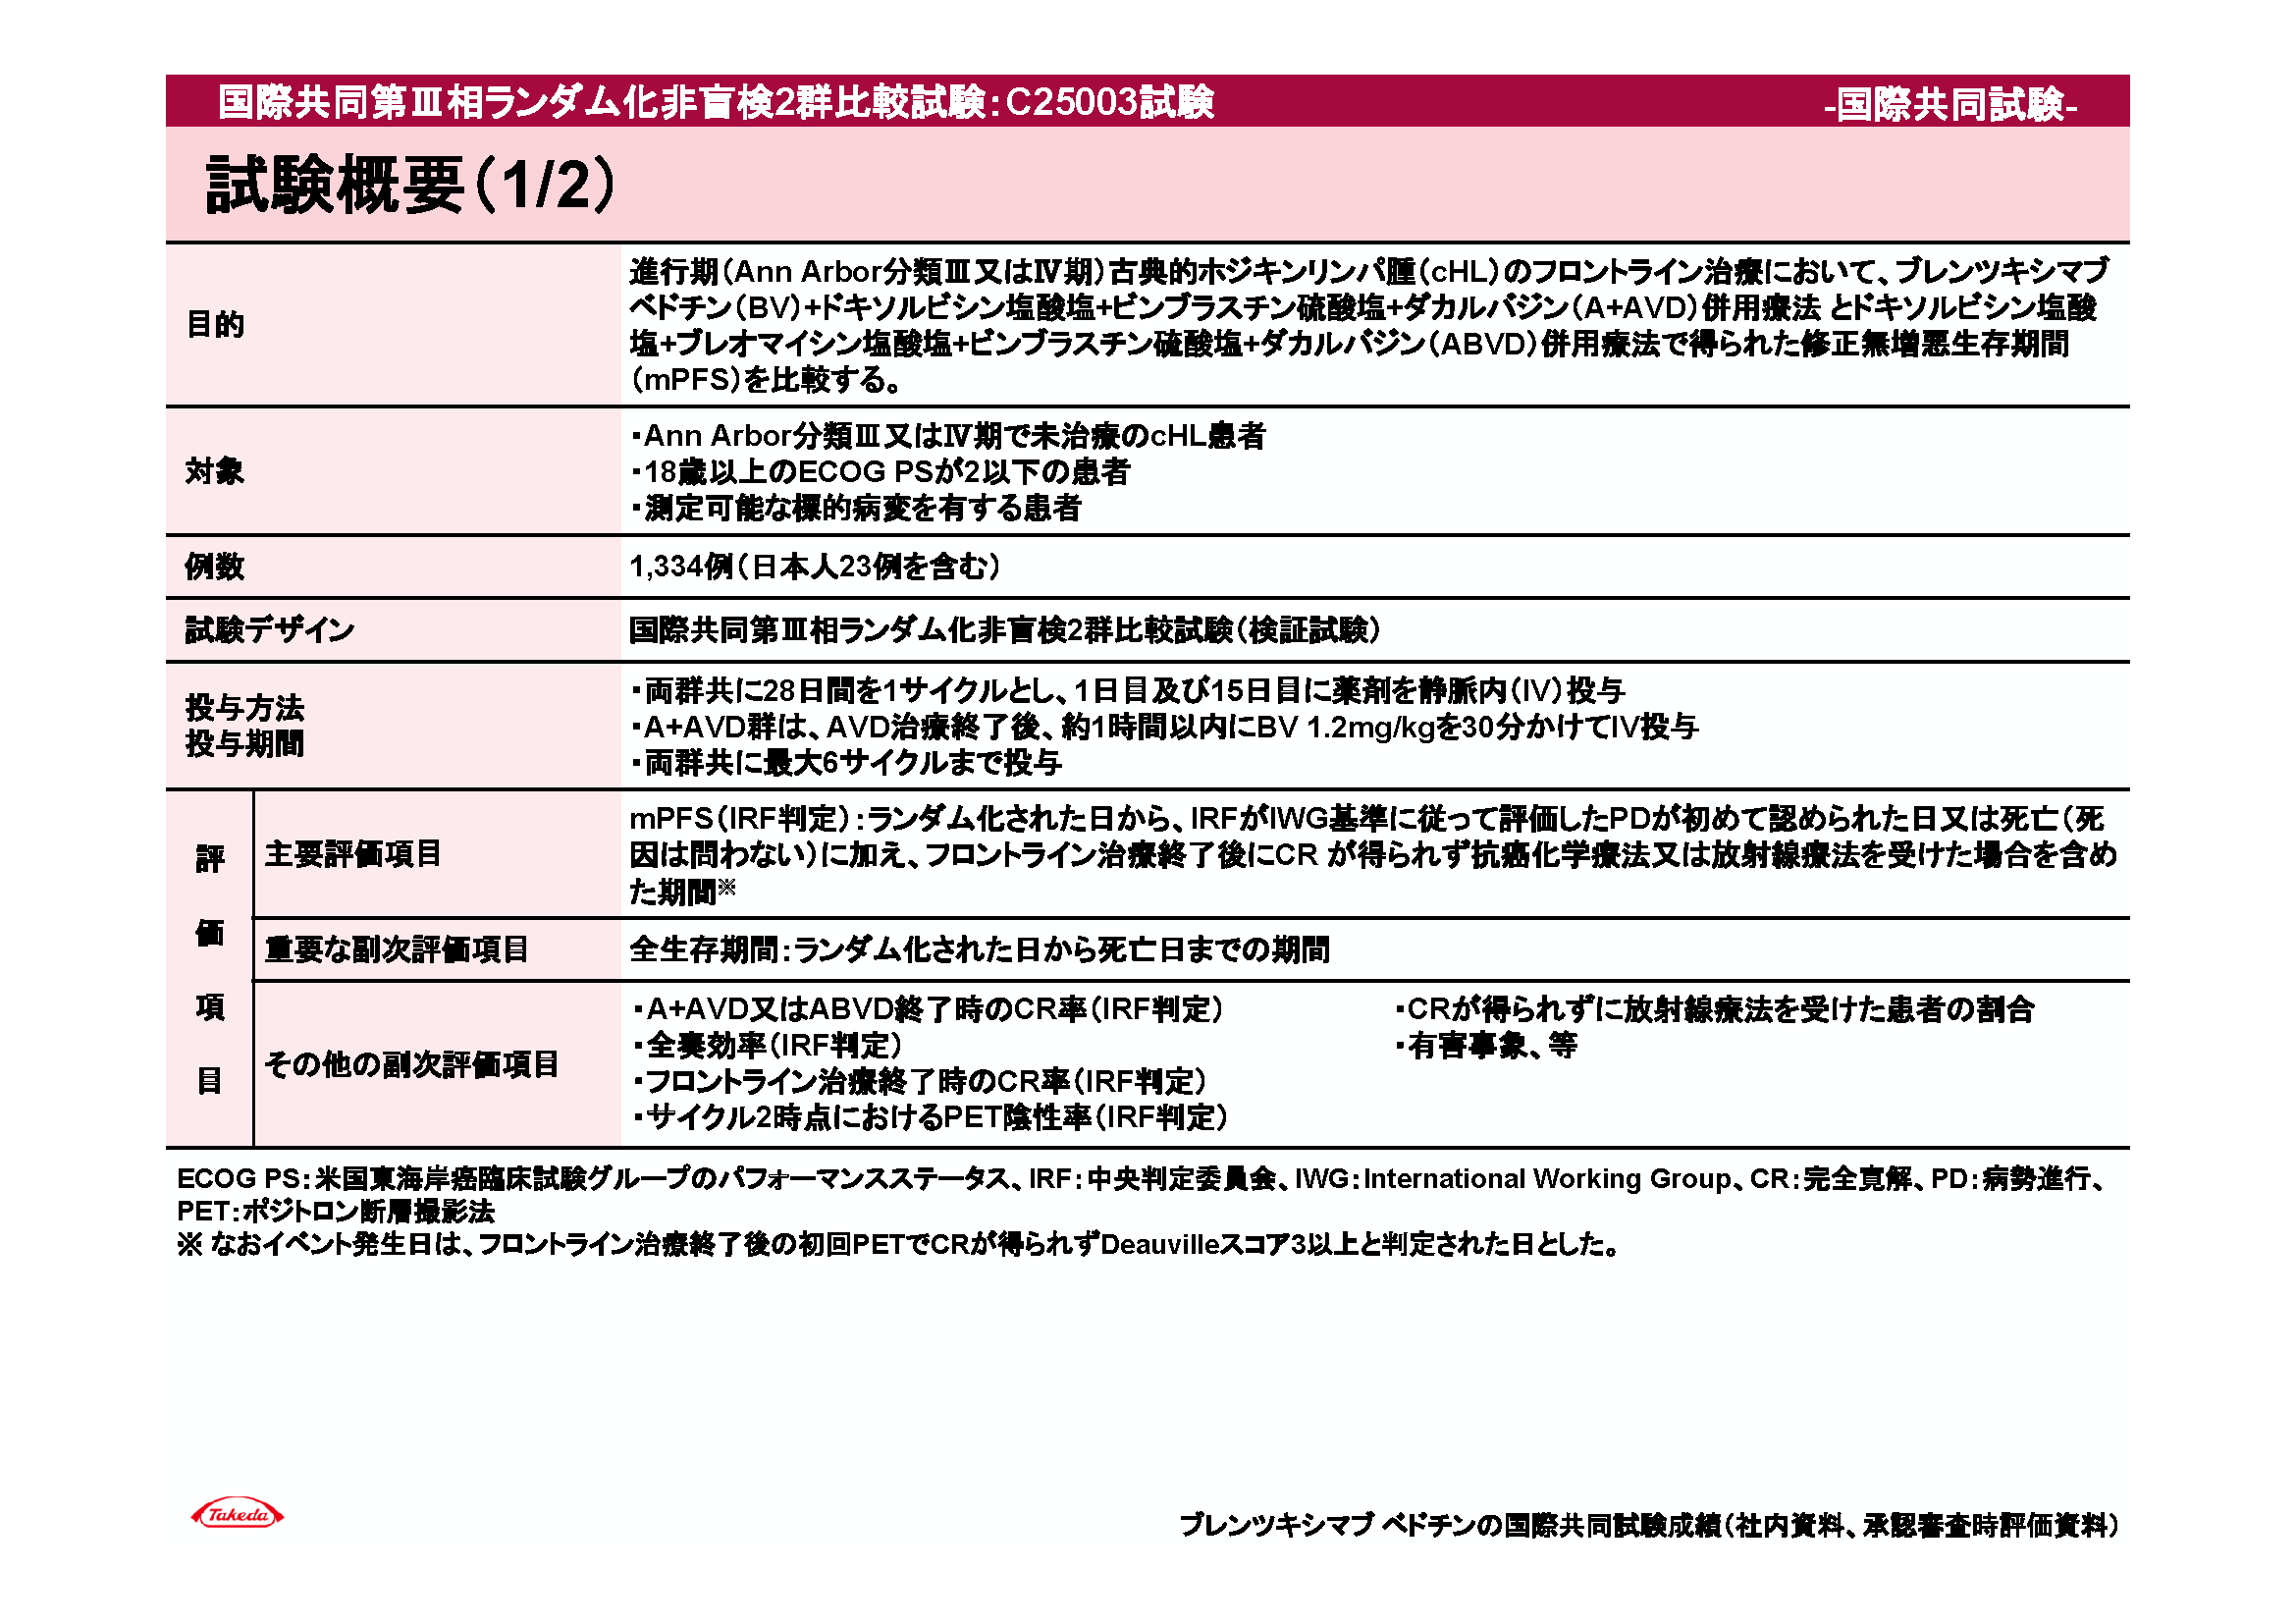 国際共同第Ⅲ相ランダム化非盲検2群比較試験：C25003試験
-国際共同試験-
試験概要（1/2）
目的
進行期（Ann Arbor分類Ⅲ又はⅣ期）古典的ホジキンリンパ腫（cHL）のフロントライン治療において、ブレンツキシマブ
ベドチン（BV）+ドキソルビシン塩酸塩+ビンブラスチン硫酸塩+ダカルバジン（A+AVD）併用療法 とドキソルビシン塩酸
塩+ブレオマイシン塩酸塩+ビンブラスチン硫酸塩+ダカルバジン（ABVD）併用療法で得られた修正無増悪生存期間
（mPFS）を比較する。
対象
・Ann Arbor分類Ⅲ又はⅣ期で未治療のcHL患者
・18歳以上のECOG PSが2以下の患者
・測定可能な標的病変を有する患者
例数
1,334例（日本人23例を含む）
試験デザイン
国際共同第Ⅲ相ランダム化非盲検2群比較試験（検証試験）
投与方法
投与期間
・両群共に28日間を1サイクルとし、1日目及び15日目に薬剤を静脈内（IV）投与
・A+AVD群は、AVD治療終了後、約1時間以内にBV 1.2mg/kgを30分かけてIV投与
・両群共に最大6サイクルまで投与
評価項目
主要評価項目
mPFS（IRF判定）：ランダム化された日から、IRFがIWG基準に従って評価したPDが初めて認められた日又は死亡（死
因は問わない）に加え、フロントライン治療終了後にCR が得られず抗癌化学療法又は放射線療法を受けた場合を含め
た期間※
重要な副次評価項目
全生存期間：ランダム化された日から死亡日までの期間
その他の副次評価項目
・A+AVD又はABVD終了時のCR率（IRF判定）
・全奏効率（IRF判定）
・フロントライン治療終了時のCR率（IRF判定）
・サイクル2時点におけるPET陰性率（IRF判定）
・CRが得られずに放射線療法を受けた患者の割合
・有害事象、等
ECOG PS：米国東海岸癌臨床試験グループのパフォーマンスステータス、IRF：中央判定委員会、IWG：International Working Group、CR：完全寛解、PD：病勢進行、
PET：ポジトロン断層撮影法
※ なおイベント発生日は、フロントライン治療終了後の初回PETでCRが得られずDeauvilleスコア3以上と判定された日とした。
Takeda
ブレンツキシマブ ベドチンの国際共同試験成績（社内資料、承認審査時評価資料）